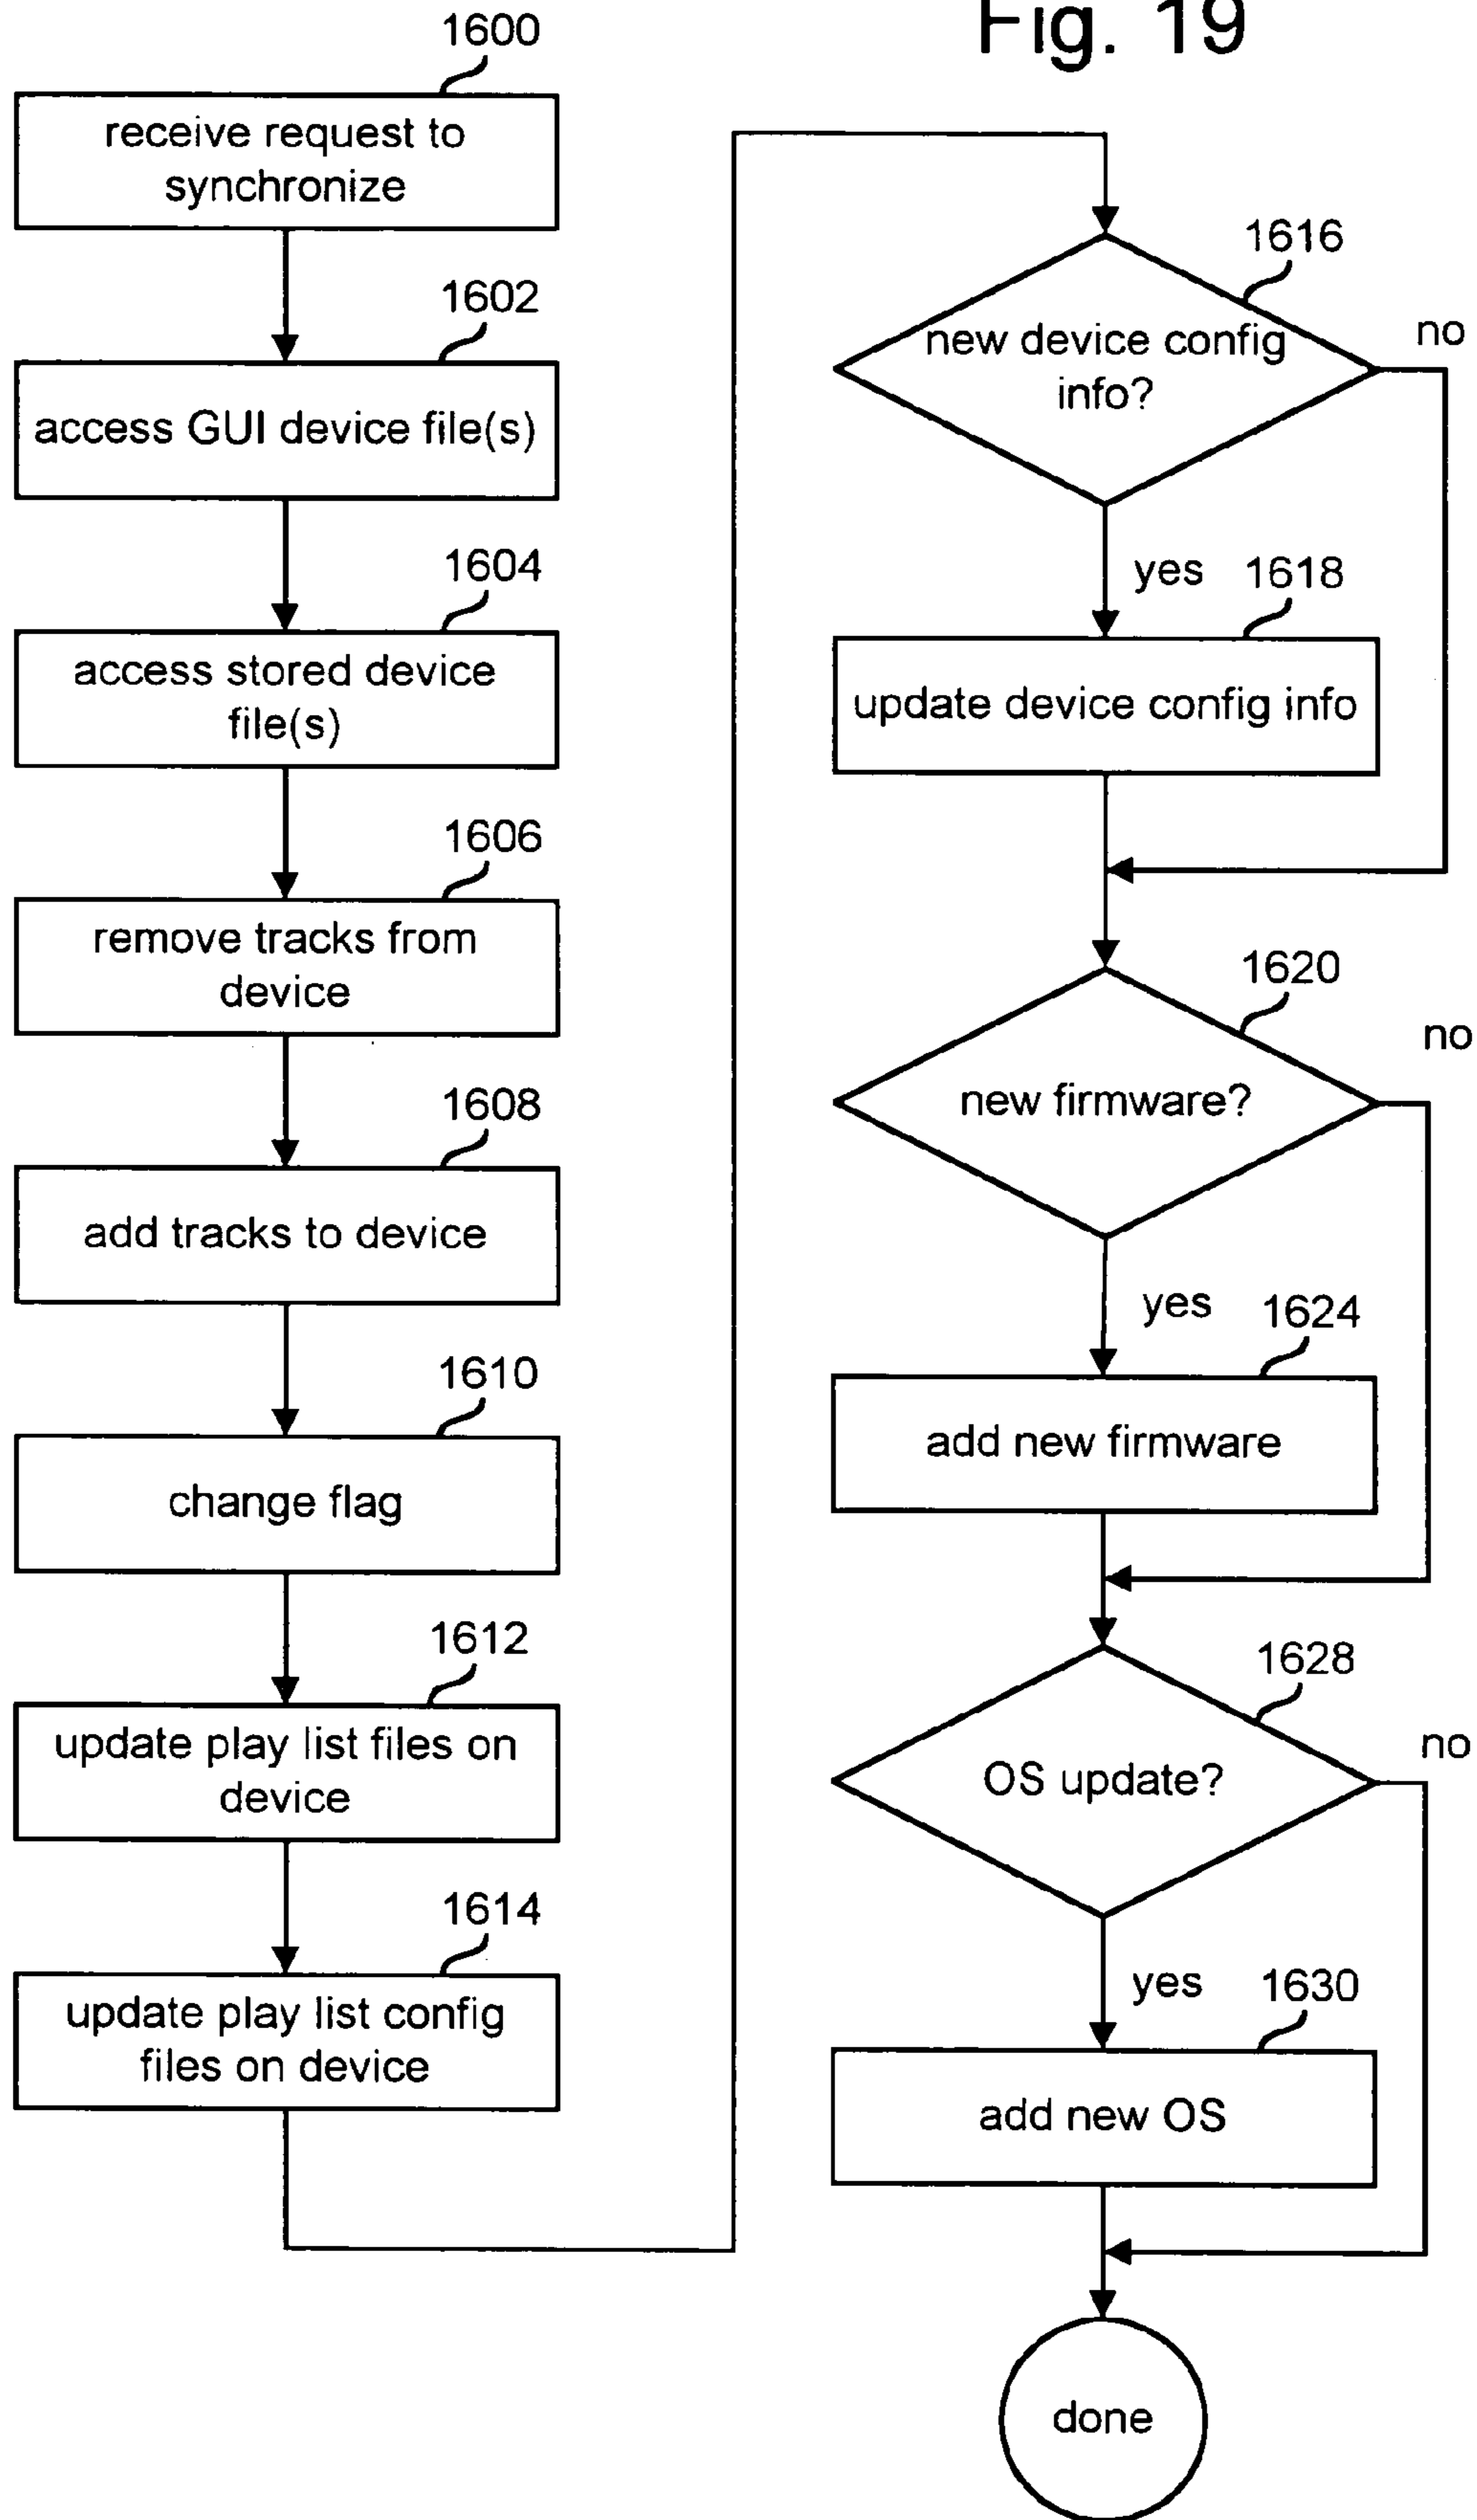 Fig. 19
1600
receive request to
synchronize
1602
access GUI device file(s)
1604
access stored device
file(s)
1606
remove tracks from
device
1608
add tracks to device
1610
change flag
1612
update play list files on
device
1614
update play list config
files on device
1616
new device config
info?
no
yes
1618
update device config info
1620
no
new firmware?
yes
1624
add new firmware
1628
no
OS update?
yes
1630
add new OS
done